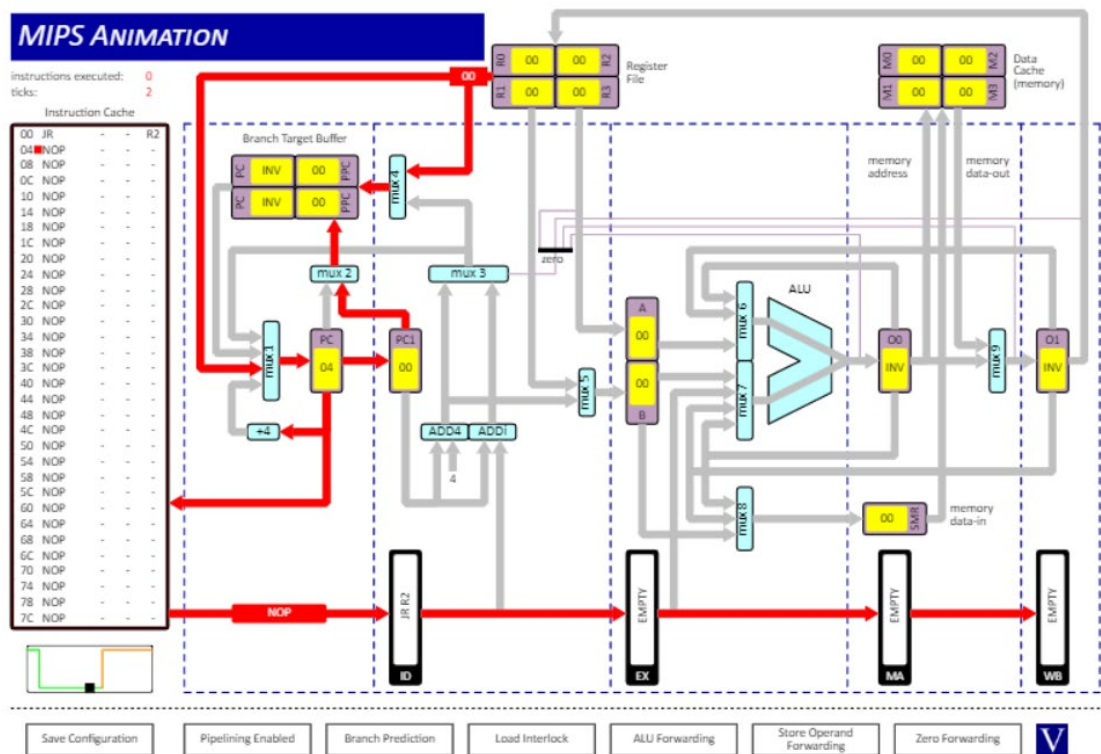 MIPS ANIMATION
instructions executed: 0
ticks: 2
Instruction Cache
00 JR - - R2
04 NOP - - -
08 NOP - - -
0C NOP - - -
10 NOP - - -
14 NOP - - -
18 NOP - - -
1C NOP - - -
20 NOP - - -
24 NOP - - -
28 NOP - - -
2C NOP - - -
30 NOP - - -
34 NOP - - -
38 NOP - - -
3C NOP - - -
40 NOP - - -
44 NOP - - -
48 NOP - - -
4C NOP - - -
50 NOP - - -
54 NOP - - -
58 NOP - - -
5C NOP - - -
60 NOP - - -
64 NOP - - -
68 NOP - - -
6C NOP - - -
70 NOP - - -
74 NOP - - -
78 NOP - - -
7C NOP - - -
00
R0 00 00 R2
R1 00 00 R3
Register
File
M0 00 00 M2
M1 00 00 M3
Data
Cache
(memory)
Branch Target Buffer
PC INV 00 PPC
PC INV 00 PPC
mux 4
memory
address
memory
data-out
zero
mux 2
mux 3
mux 1
PC
04
PC1
00
+4
ADD4
ADDi
4
mux 5
A
00
00
B
mux 6
mux 7
ALU
mux 8
O0
INV
mux 9
O1
INV
00 SMR
memory
data-in
NOP
JR R2
ID
EMPTY
EX
EMPTY
MA
EMPTY
WB
Save Configuration
Pipelining Enabled
Branch Prediction
Load Interlock
ALU Forwarding
Store Operand
Forwarding
Zero Forwarding
V